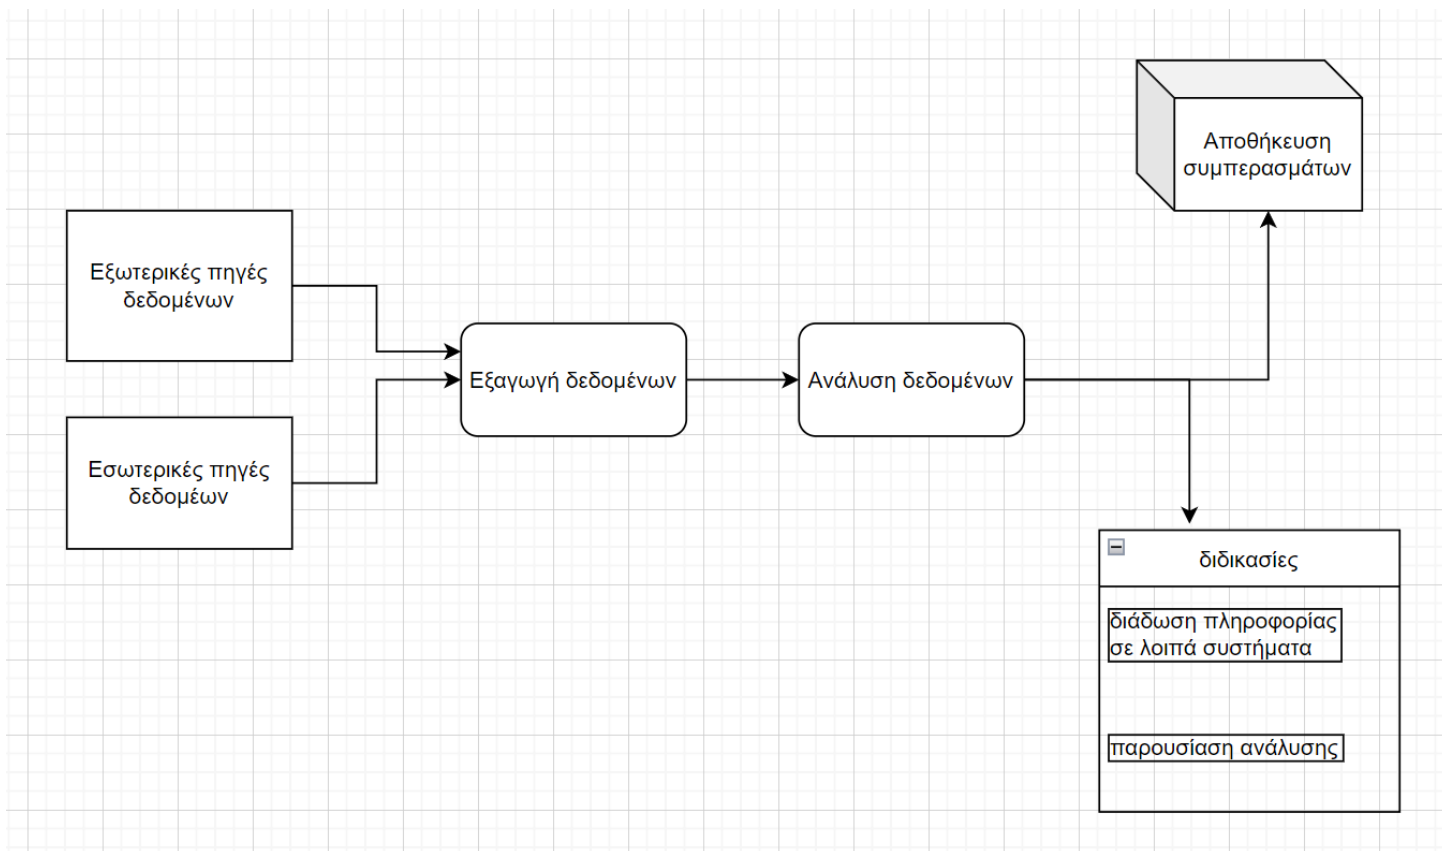 Αποθήκευση
συμπερασμάτων
Εξωτερικές πηγές
δεδομένων
Εξαγωγή δεδομένων
Ανάλυση δεδομένων
Εσωτερικές πηγές
δεδομέων
διδικασίες
διάδωση πληροφορίας
σε λοιπά συστήματα
παρουσίαση ανάλυσης